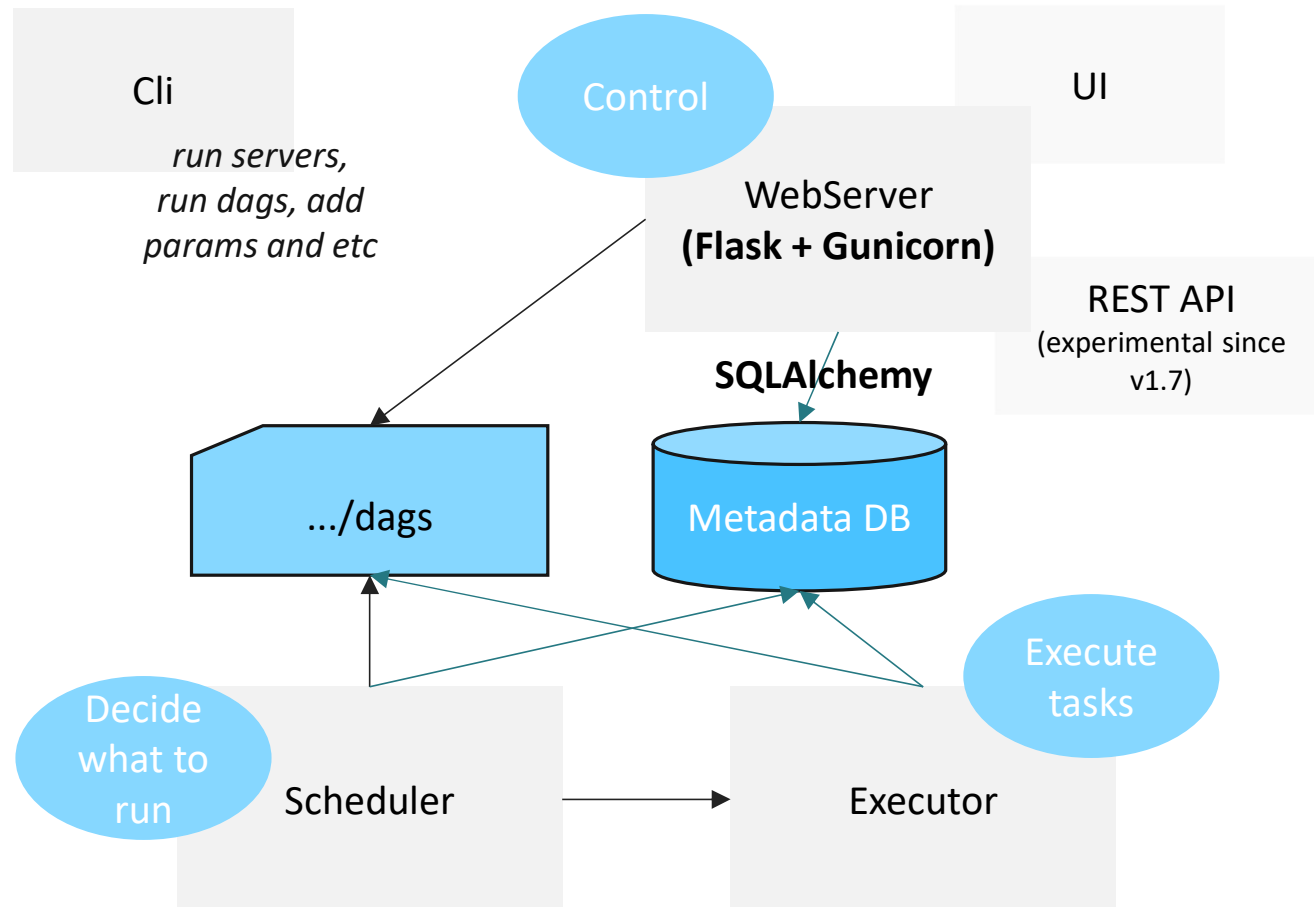 Cli
run servers,
run dags, add
params and etc
Control
UI
WebServer
(Flask + Gunicorn)
REST API
(experimental since
v1.7)
SQLAlchemy
.../dags
Metadata DB
Execute
tasks
Decide
what to
run
Scheduler
Executor